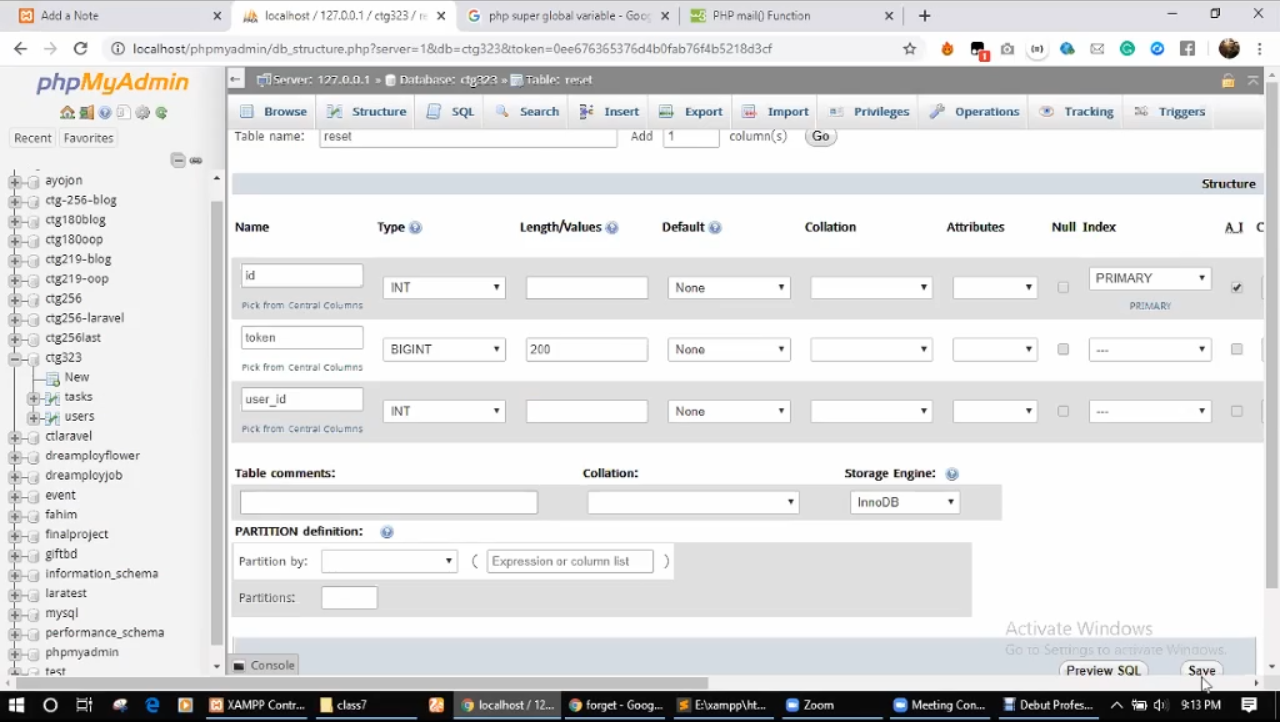 Add a Note
localhost / 127.0.0.1 / ctg323 / re
php super global variable - Goog
PHP mail() Function
localhost/phpmyadmin/db_structure.php?server=1&db=ctg323&token=0ee676365376d4b0fab76f4b5218d3cf
1
phpMyAdmin
Server: 127.0.0.1 » Database: ctg323 » Table: reset
Browse Structure SQL Search Insert Export Import Privileges Operations Tracking Triggers
Recent Favorites
Table name: reset Add 1 column(s) Go
ayojon
ctg-256-blog
ctg180blog
ctg180oop
ctg219-blog
ctg219-oop
ctg256
ctg256-laravel
ctg256last
ctg323
New
tasks
users
ctlaravel
dreamployflower
dreamployjob
event
fahim
finalproject
giftbd
information_schema
laratest
mysql
performance_schema
phpmyadmin
test
Structure
Name Type Length/Values Default Collation Attributes Null Index A_I C
id INT None PRIMARY
Pick from Central Columns PRIMARY
token BIGINT 200 None ---
Pick from Central Columns
user_id INT None ---
Pick from Central Columns
Table comments: Collation: Storage Engine:
InnoDB
PARTITION definition:
Partition by: ( Expression or column list )
Partitions:
Activate Windows
Go to Settings to activate Windows.
Console
Preview SQL Save
XAMPP Contr... class7 localhost / 12... forget - Goog... E:\xampp\ht... Zoom Meeting Con... Debut Profes... 9:13 PM